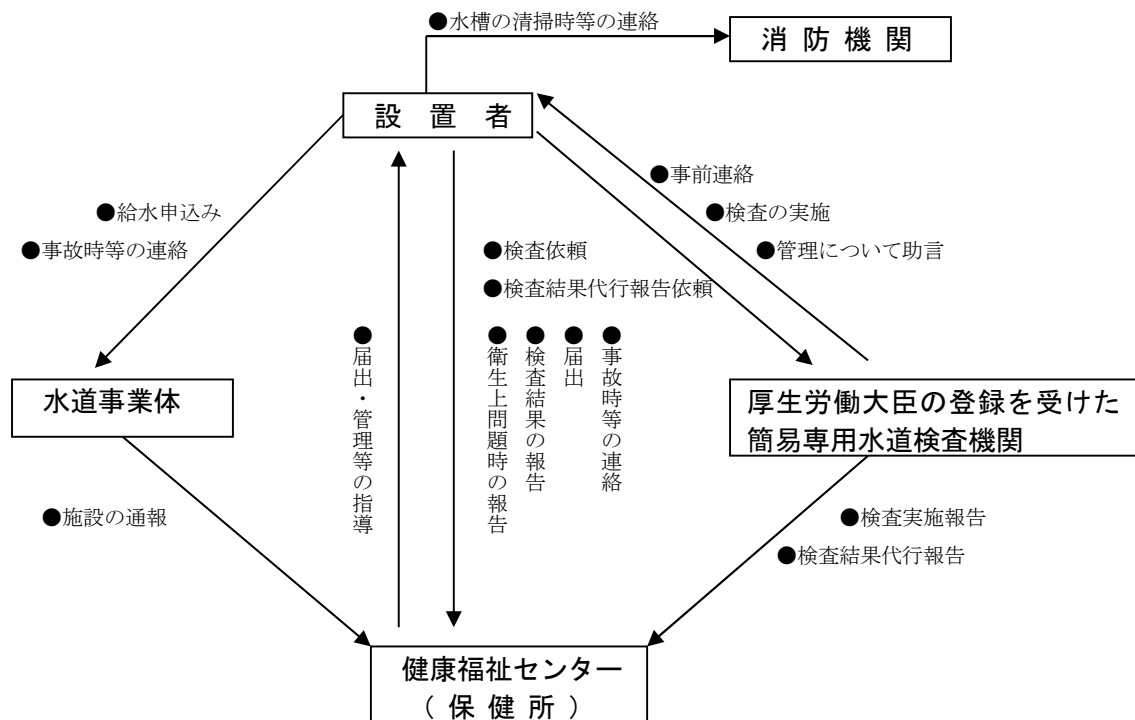 ●水槽の清掃時等の連絡
消防機関
設置者
●事前連絡
●検査の実施
●管理について助言
●給水申込み
●事故時等の連絡
●検査依頼
●検査結果代行報告依頼
●事故時等の連絡
●届出
●検査結果の報告
●衛生上問題時の報告
●届出・管理等の指導
水道事業体
厚生労働大臣の登録を受けた
簡易専用水道検査機関
●施設の通報
●検査実施報告
●検査結果代行報告
健康福祉センター
（保健所）